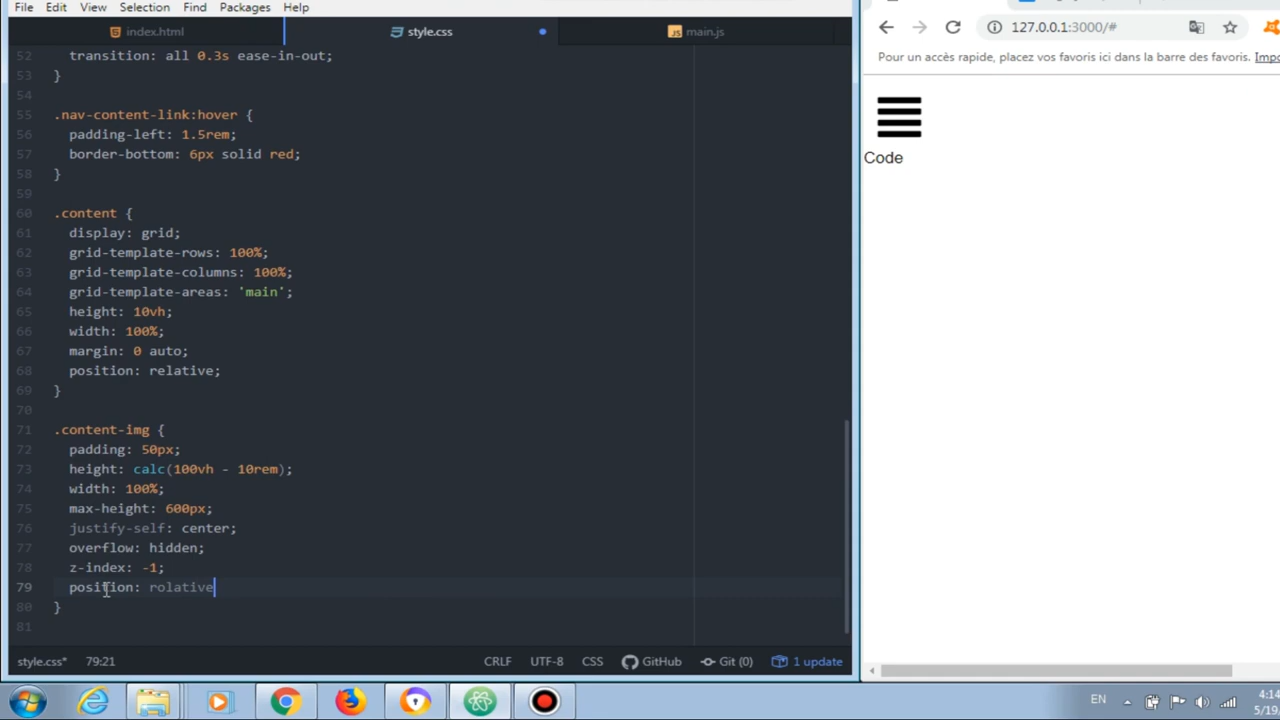 File Edit View Selection Find Packages Help
index.html
style.css
main.js
52 transition: all 0.3s ease-in-out;
53 }
54
55 .nav-content-link:hover {
56 padding-left: 1.5rem;
57 border-bottom: 6px solid red;
58 }
59
60 .content {
61 display: grid;
62 grid-template-rows: 100%;
63 grid-template-columns: 100%;
64 grid-template-areas: 'main';
65 height: 10vh;
66 width: 100%;
67 margin: 0 auto;
68 position: relative;
69 }
70
71 .content-img {
72 padding: 50px;
73 height: calc(100vh - 10rem);
74 width: 100%;
75 max-height: 600px;
76 justify-self: center;
77 overflow: hidden;
78 z-index: -1;
79 position: rolative
80 }
81
style.css* 79:21 CRLF UTF-8 CSS GitHub Git (0) 1 update
127.0.0.1:3000/#
Pour un accès rapide, placez vos favoris ici dans la barre des favoris. Impo
Code
EN
4:14
5/19